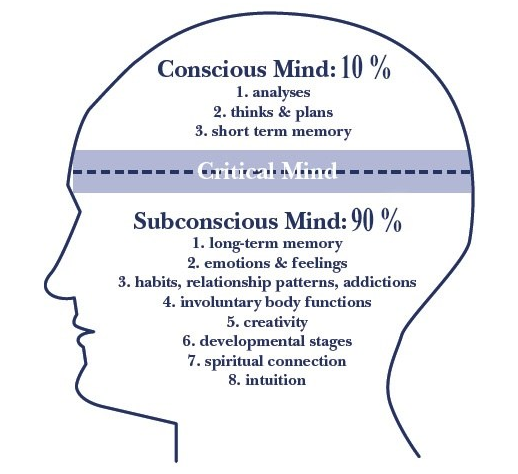 Conscious Mind: 10 %
1. analyses
2. thinks & plans
3. short term memory
Critical Mind
Subconscious Mind: 90 %
1. long-term memory
2. emotions & feelings
3. habits, relationship patterns, addictions
4. involuntary body functions
5. creativity
6. developmental stages
7. spiritual connection
8. intuition